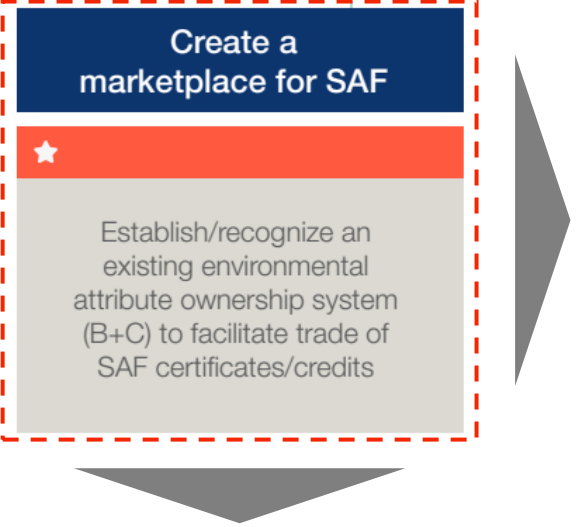 Create a
marketplace for SAF
Establish/recognize an
existing environmental
attribute ownership system
(B+C) to facilitate trade of
SAF certificates/credits